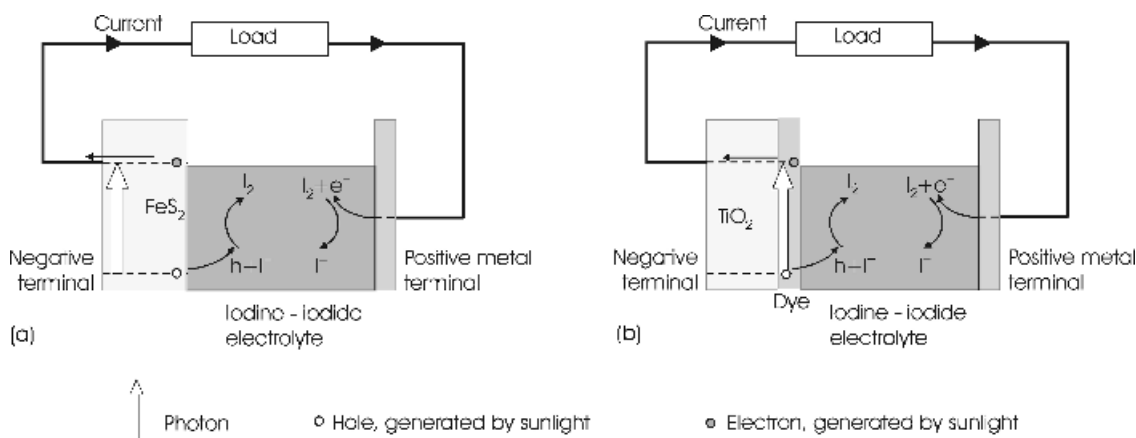 Current
Load
FeS2
I2
I2+e−
h–I−
I−
Negative
terminal
Positive metal
terminal
Iodine - iodide
electrolyte
(a)
Current
Load
TiO2
I2
I2+e−
h–I−
I−
Negative
terminal
Dye
Positive metal
terminal
Iodine - iodide
electrolyte
(b)
Photon
Hole, generated by sunlight
Electron, generated by sunlight